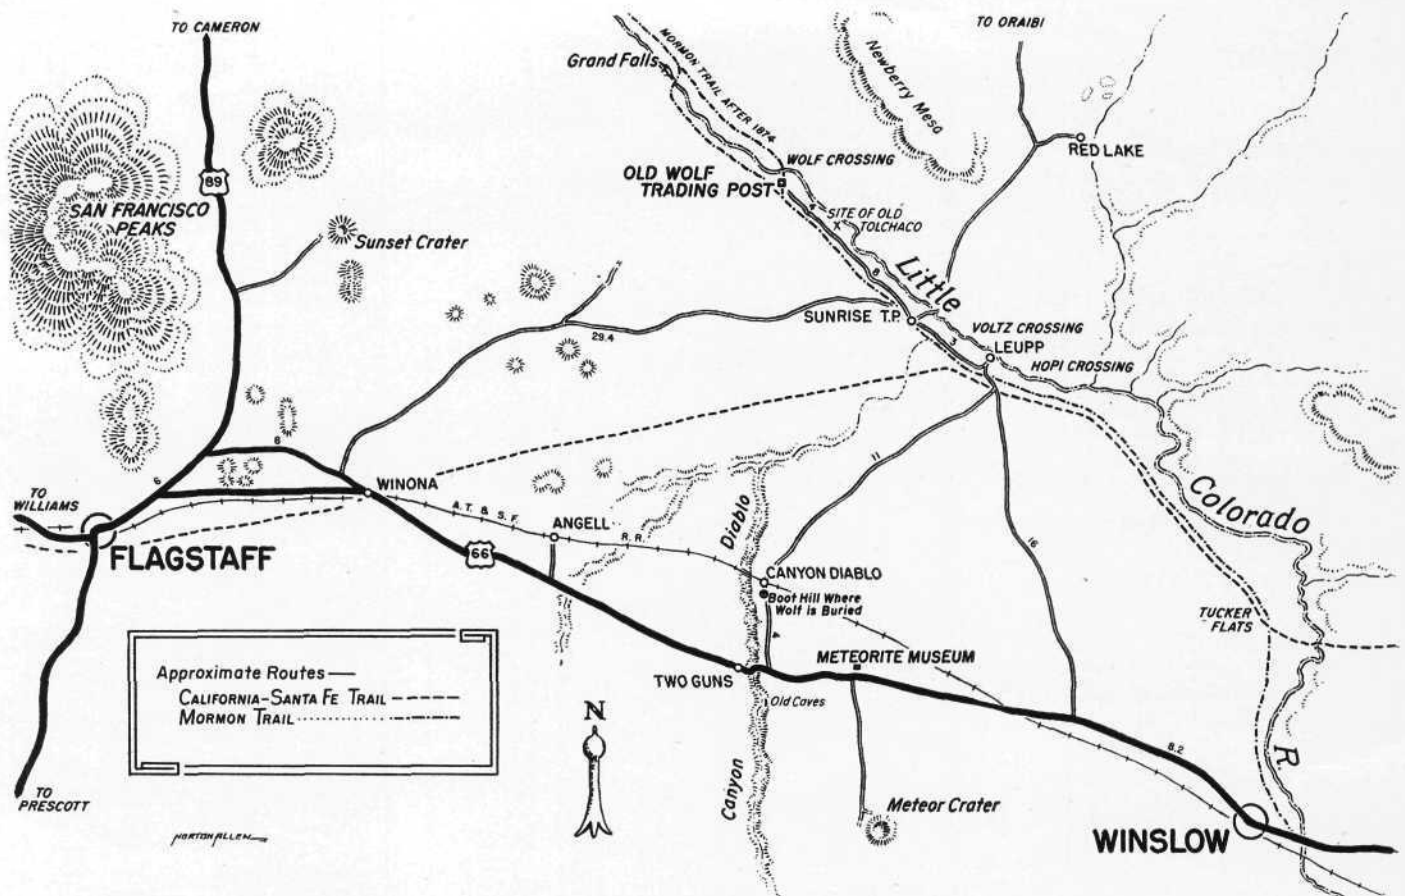 TO CAMERON
TO ORAIBI
Grand Falls
MORMON TRAIL AFTER 1874
Newberry Mesa
89
RED LAKE
WOLF CROSSING
OLD WOLF
TRADING POST
SAN FRANCISCO
PEAKS
SITE OF OLD
TOLCHACO
X
Sunset Crater
8
Little
SUNRISE T.P.
VOLTZ CROSSING
29.4
3
LEUPP
HOPI CROSSING
6
11
6
WINONA
TO
WILLIAMS
A.T. & S.F.
R.R.
ANGELL
66
Diablo
16
Colorado
FLAGSTAFF
CANYON DIABLO
Boot Hill Where
Wolf is Buried
TUCKER
FLATS
4
Approximate Routes
CALIFORNIA-SANTA FE TRAIL
MORMON TRAIL
TWO GUNS
METEORITE MUSEUM
Old Caves
N
8.2
R
Canyon
TO
PRESCOTT
Meteor Crater
NORTON ALLEN
WINSLOW